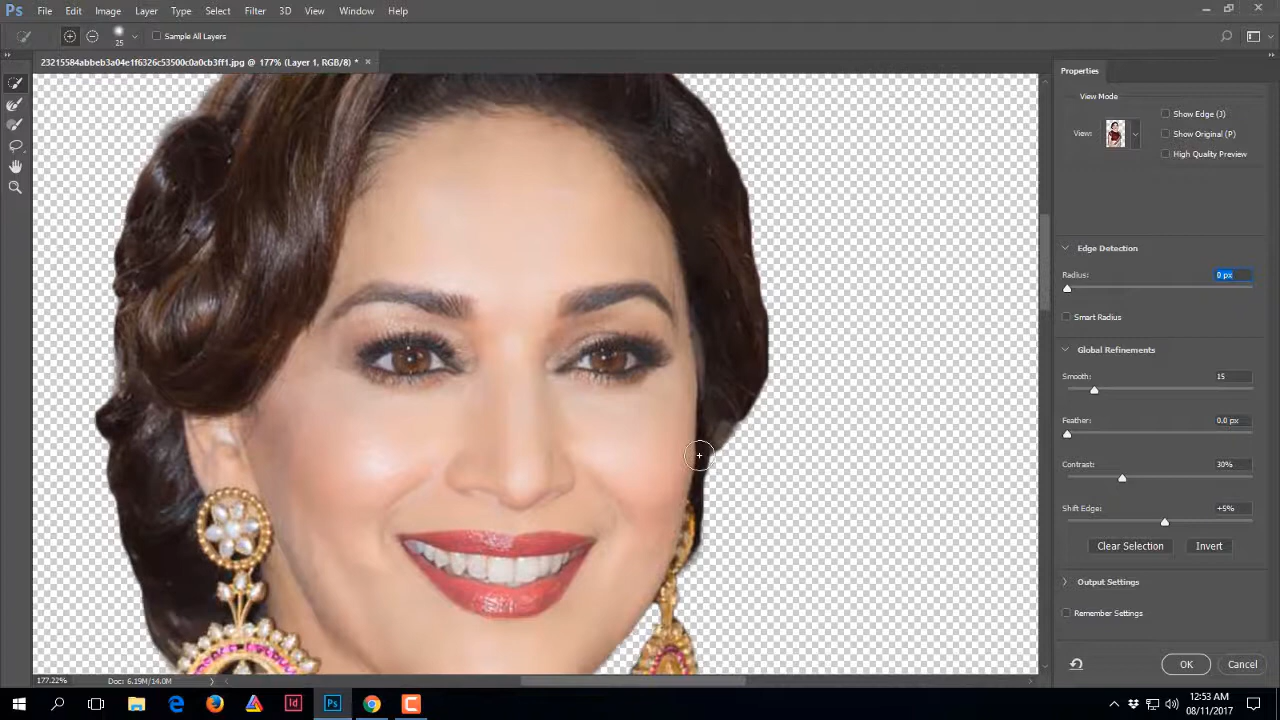 Ps File Edit Image Layer Type Select Filter 3D View Window Help
25 Sample All Layers
23215584abbeb3a04e1f6326c53500c0a0cb3ff1.jpg @ 177% (Layer 1, RGB/8) *
Properties
View Mode
Show Edge (J)
View:
Show Original (P)
High Quality Preview
Edge Detection
Radius: 0 px
Smart Radius
Global Refinements
Smooth: 15
Feather: 0.0 px
Contrast: 30%
Shift Edge: +5%
Clear Selection Invert
Output Settings
Remember Settings
OK Cancel
177.22% Doc: 6.19M/14.0M
Id Ps
12:53 AM
08/11/2017